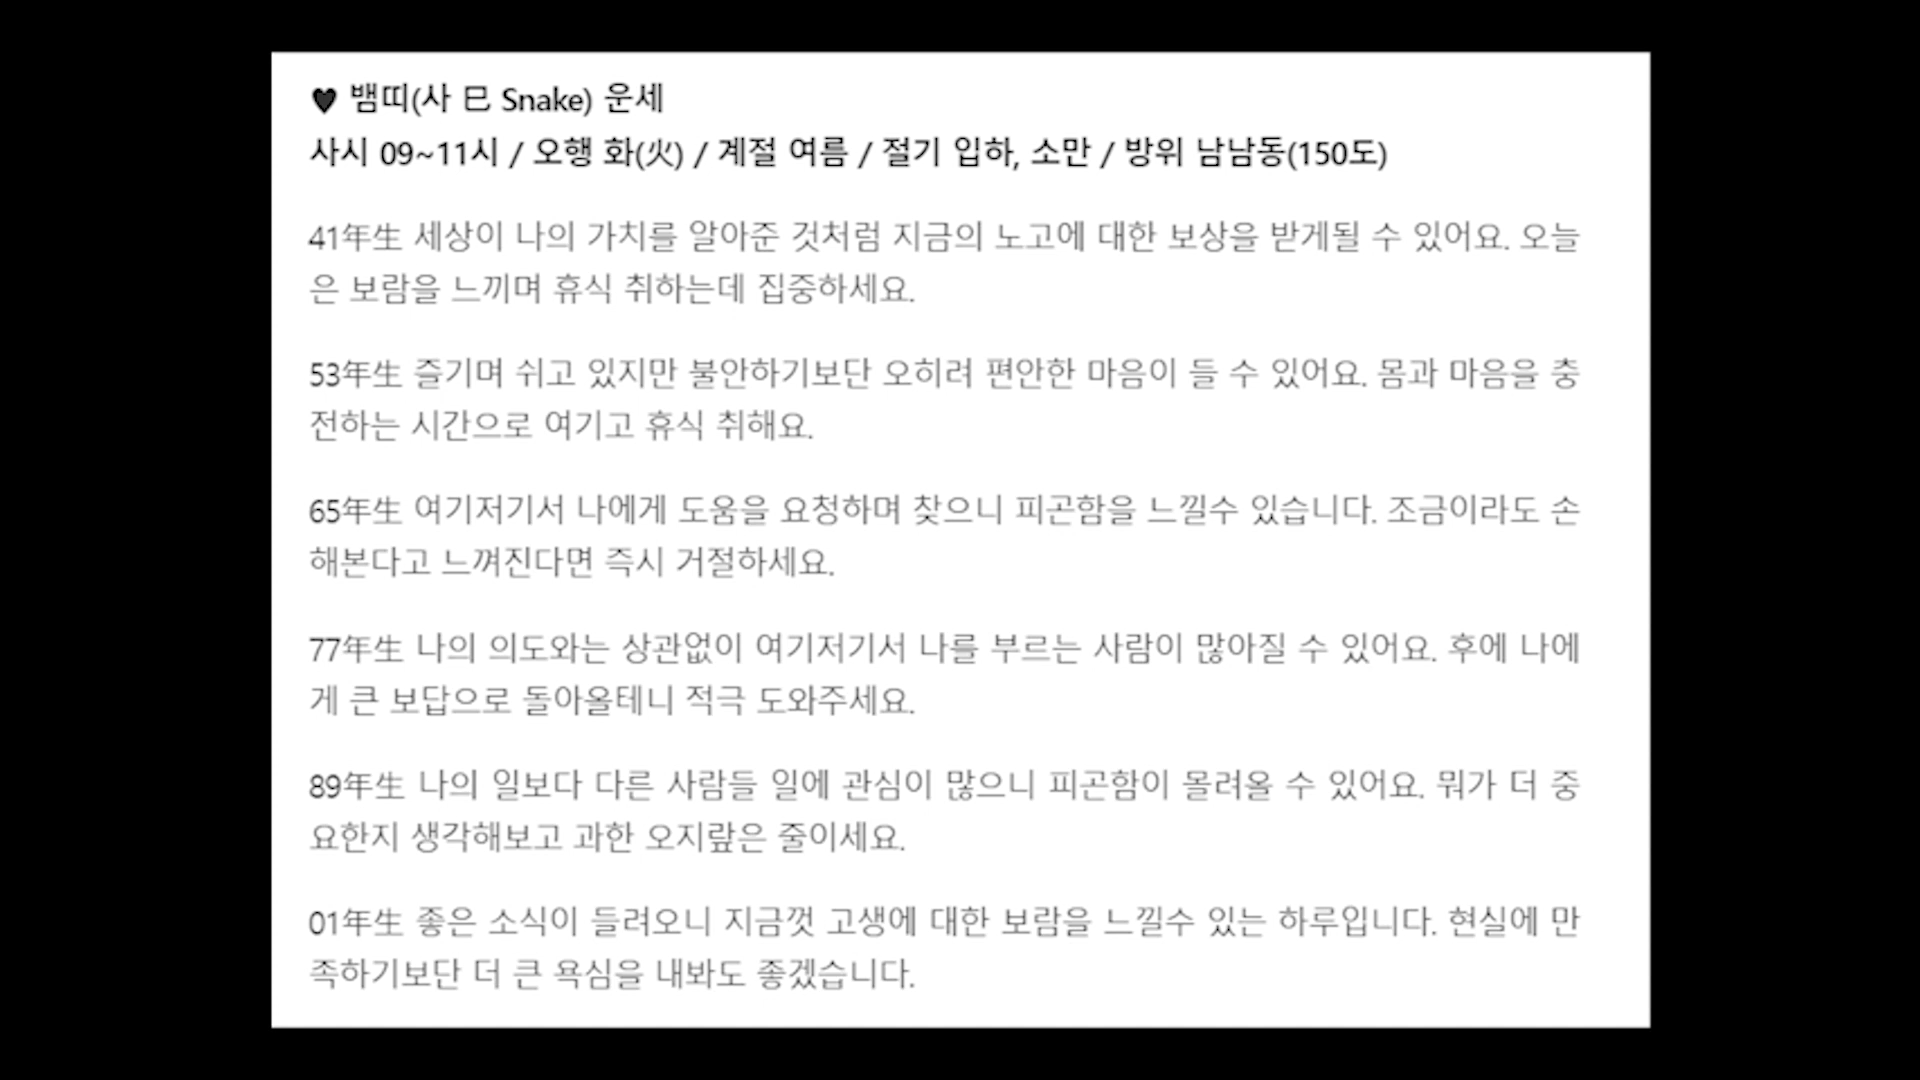 ♥ 뱀띠(사 巳 Snake) 운세
사시 09~11시 / 오행 화(火) / 계절 여름 / 절기 입하, 소만 / 방위 남남동(150도)
41年生 세상이 나의 가치를 알아준 것처럼 지금의 노고에 대한 보상을 받게될 수 있어요. 오늘
은 보람을 느끼며 휴식 취하는데 집중하세요.
53年生 즐기며 쉬고 있지만 불안하기보단 오히려 편안한 마음이 들 수 있어요. 몸과 마음을 충
전하는 시간으로 여기고 휴식 취해요.
65年生 여기저기서 나에게 도움을 요청하며 찾으니 피곤함을 느낄수 있습니다. 조금이라도 손
해본다고 느껴진다면 즉시 거절하세요.
77年生 나의 의도와는 상관없이 여기저기서 나를 부르는 사람이 많아질 수 있어요. 후에 나에
게 큰 보답으로 돌아올테니 적극 도와주세요.
89年生 나의 일보다 다른 사람들 일에 관심이 많으니 피곤함이 몰려올 수 있어요. 뭐가 더 중
요한지 생각해보고 과한 오지랖은 줄이세요.
01年生 좋은 소식이 들려오니 지금껏 고생에 대한 보람을 느낄수 있는 하루입니다. 현실에 만
족하기보단 더 큰 욕심을 내봐도 좋겠습니다.